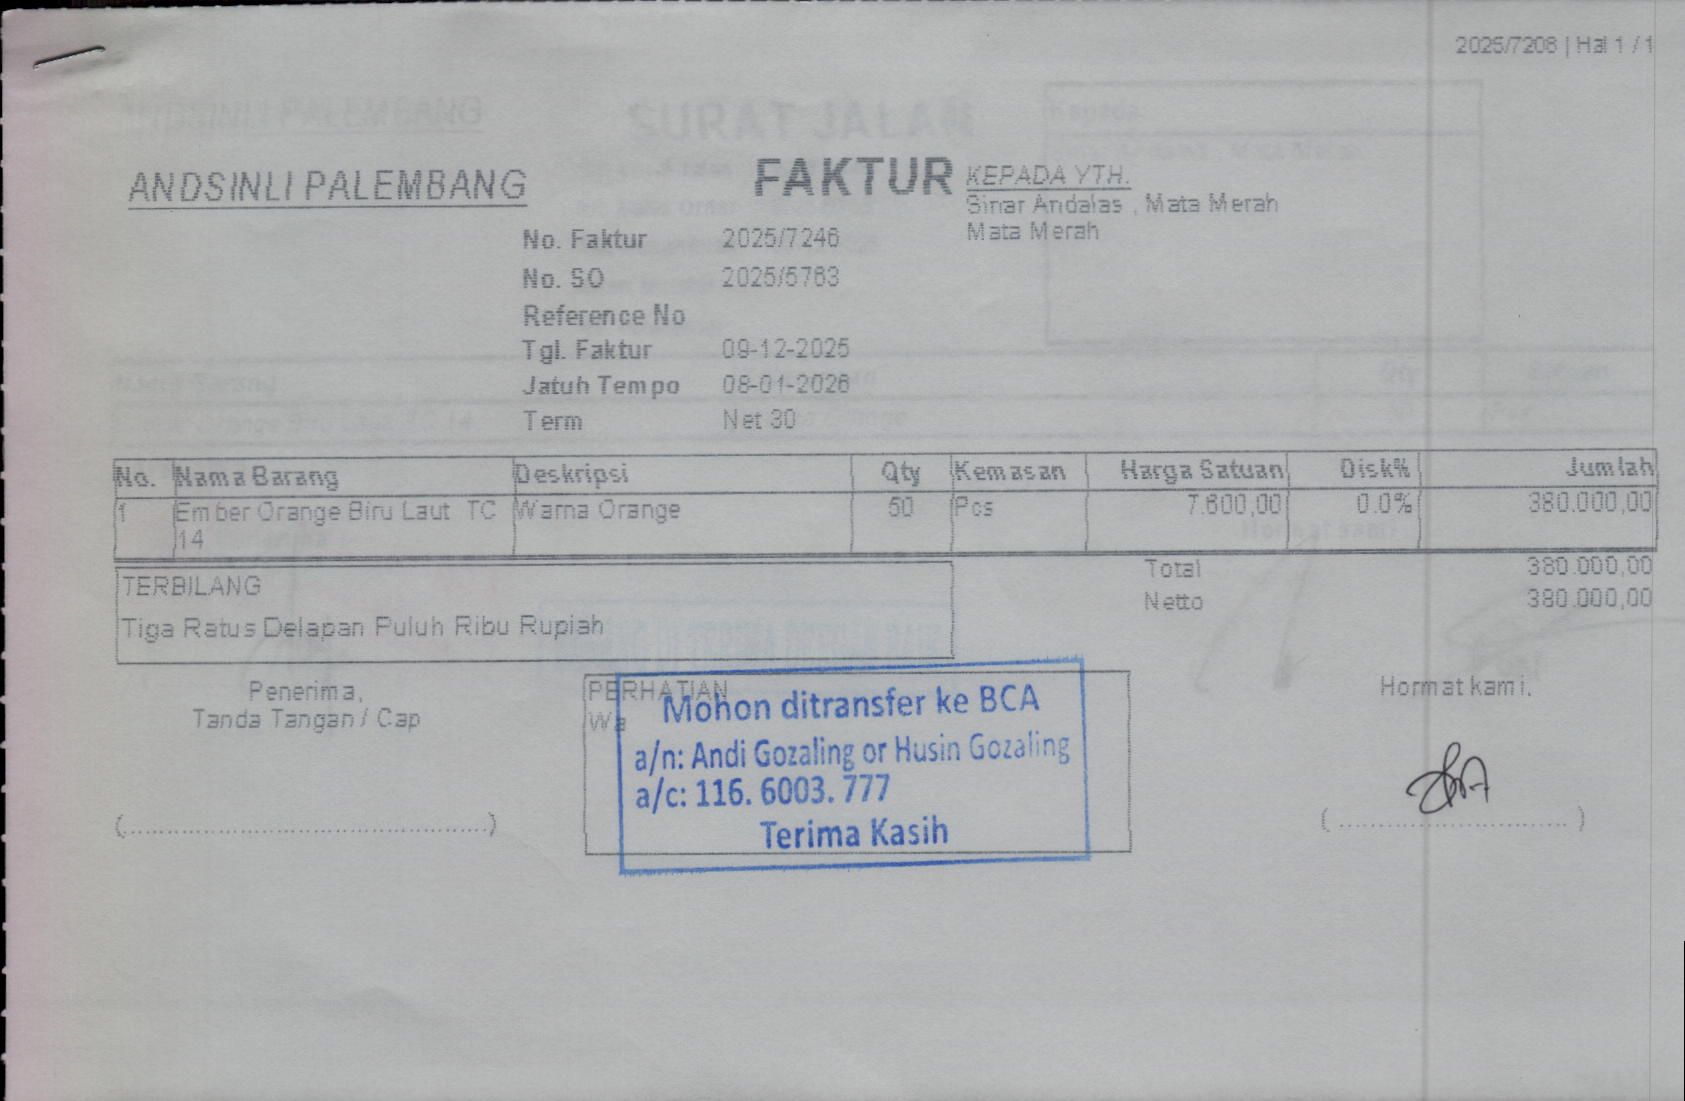 2025/7208 | Hal 1 / 1
SURAT JALAN
ANDSINLI PALEMBANG
FAKTUR
KEPADA YTH.
Sinar Andalas , Mata Merah
Mata Merah
No. Faktur 2025/7246
No. SO 2025/5763
Reference No
Tgl. Faktur 09-12-2025
Jatuh Tempo 08-01-2026
Term Net 30
No. Nama Barang Deskripsi Qty Kemasan Harga Satuan Disk% Jumlah
1 Ember Orange Biru Laut TC Warna Orange 50 Pcs 7.600,00 0.0% 380.000,00
14
Total 380.000,00
Netto 380.000,00
TERBILANG
Tiga Ratus Delapan Puluh Ribu Rupiah
Penerima,
Tanda Tangan / Cap
(..........................................)
PERHATIAN
Mohon ditransfer ke BCA
a/n: Andi Gozaling or Husin Gozaling
a/c: 116. 6003. 777
Terima Kasih
Hormat kami,
(..........................)